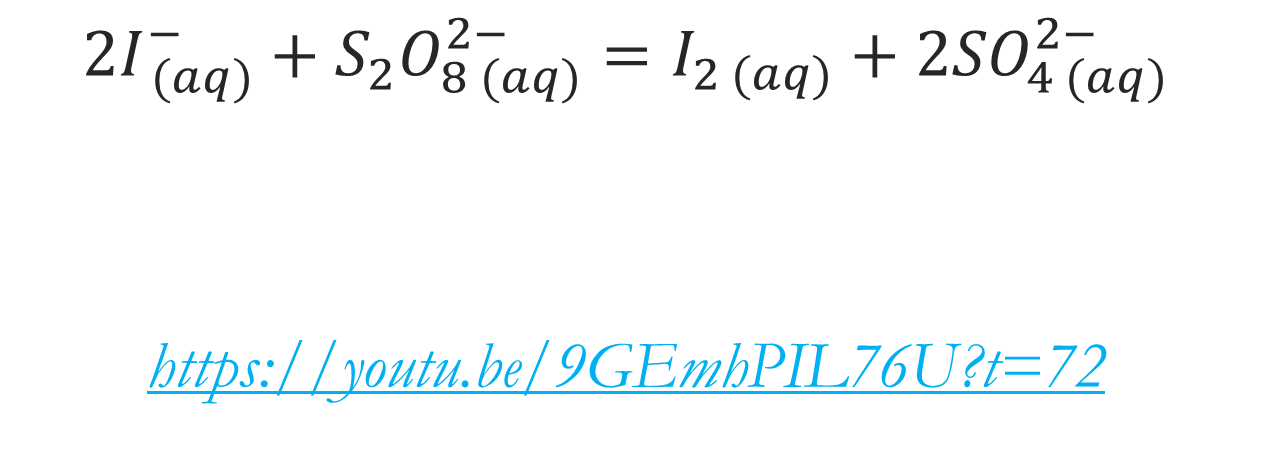 2I⁻₍aq₎ + S₂O₈²⁻₍aq₎ = I₂ ₍aq₎ + 2SO₄²⁻₍aq₎
https://youtu.be/9GEmhPIL76U?t=72